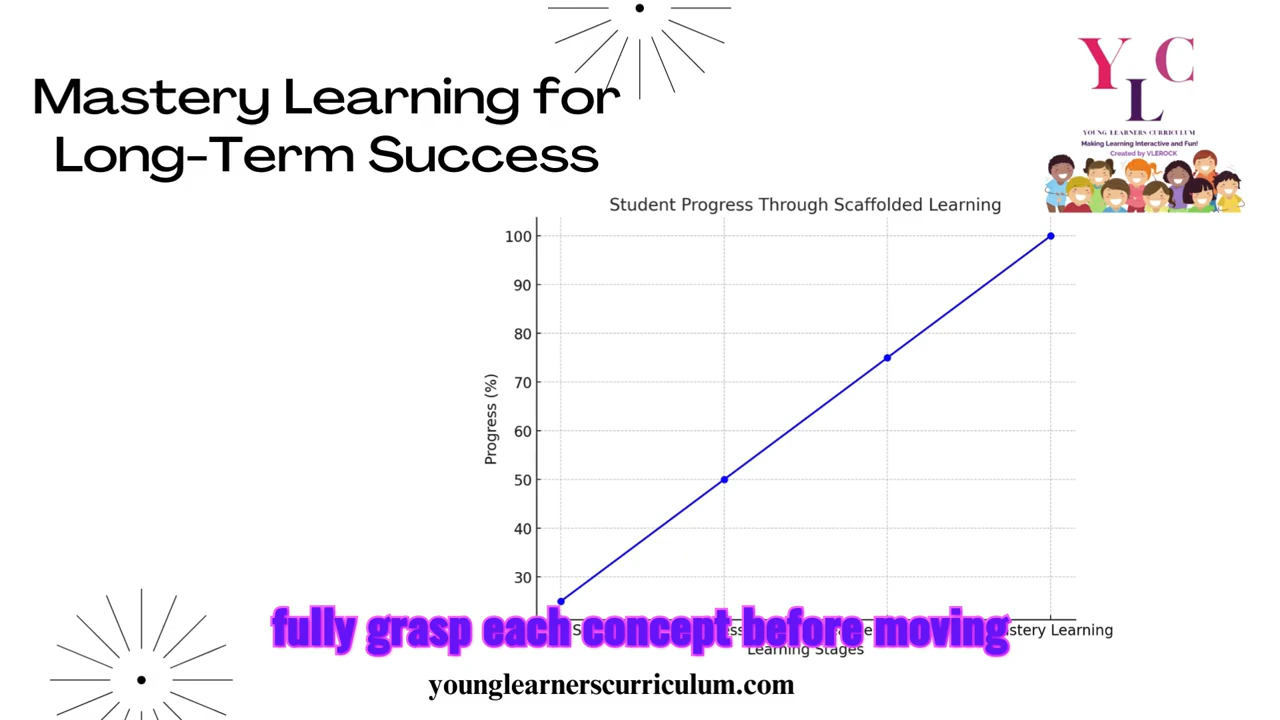 Mastery Learning for
Long-Term Success
Y L C
YOUNG LEARNERS CURRICULUM
Making Learning Interactive and Fun!
Created by VLEROCK
Student Progress Through Scaffolded Learning
100
90
80
70
60
50
40
30
Progress (%)
Learning
Learning Stages
fully grasp each concept before moving
younglearnerscurriculum.com